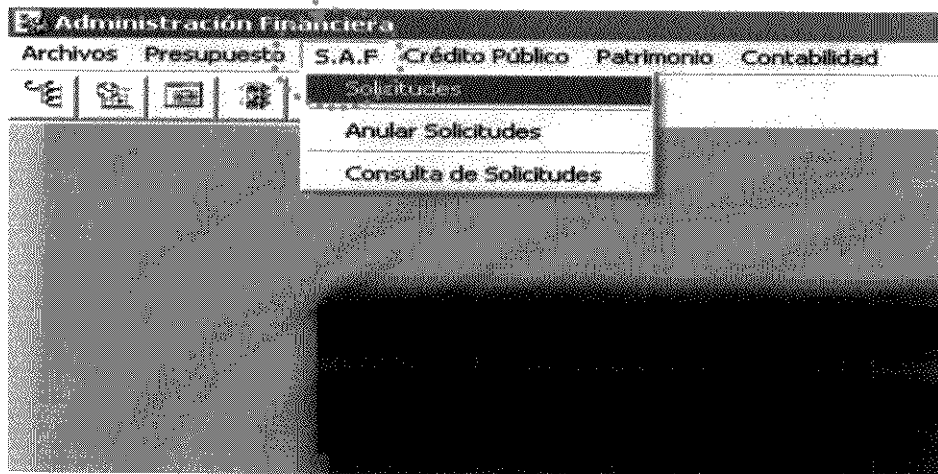 Administración Financiera
Archivos Presupuesto S.A.F Crédito Público Patrimonio Contabilidad
Solicitudes
Anular Solicitudes
Consulta de Solicitudes